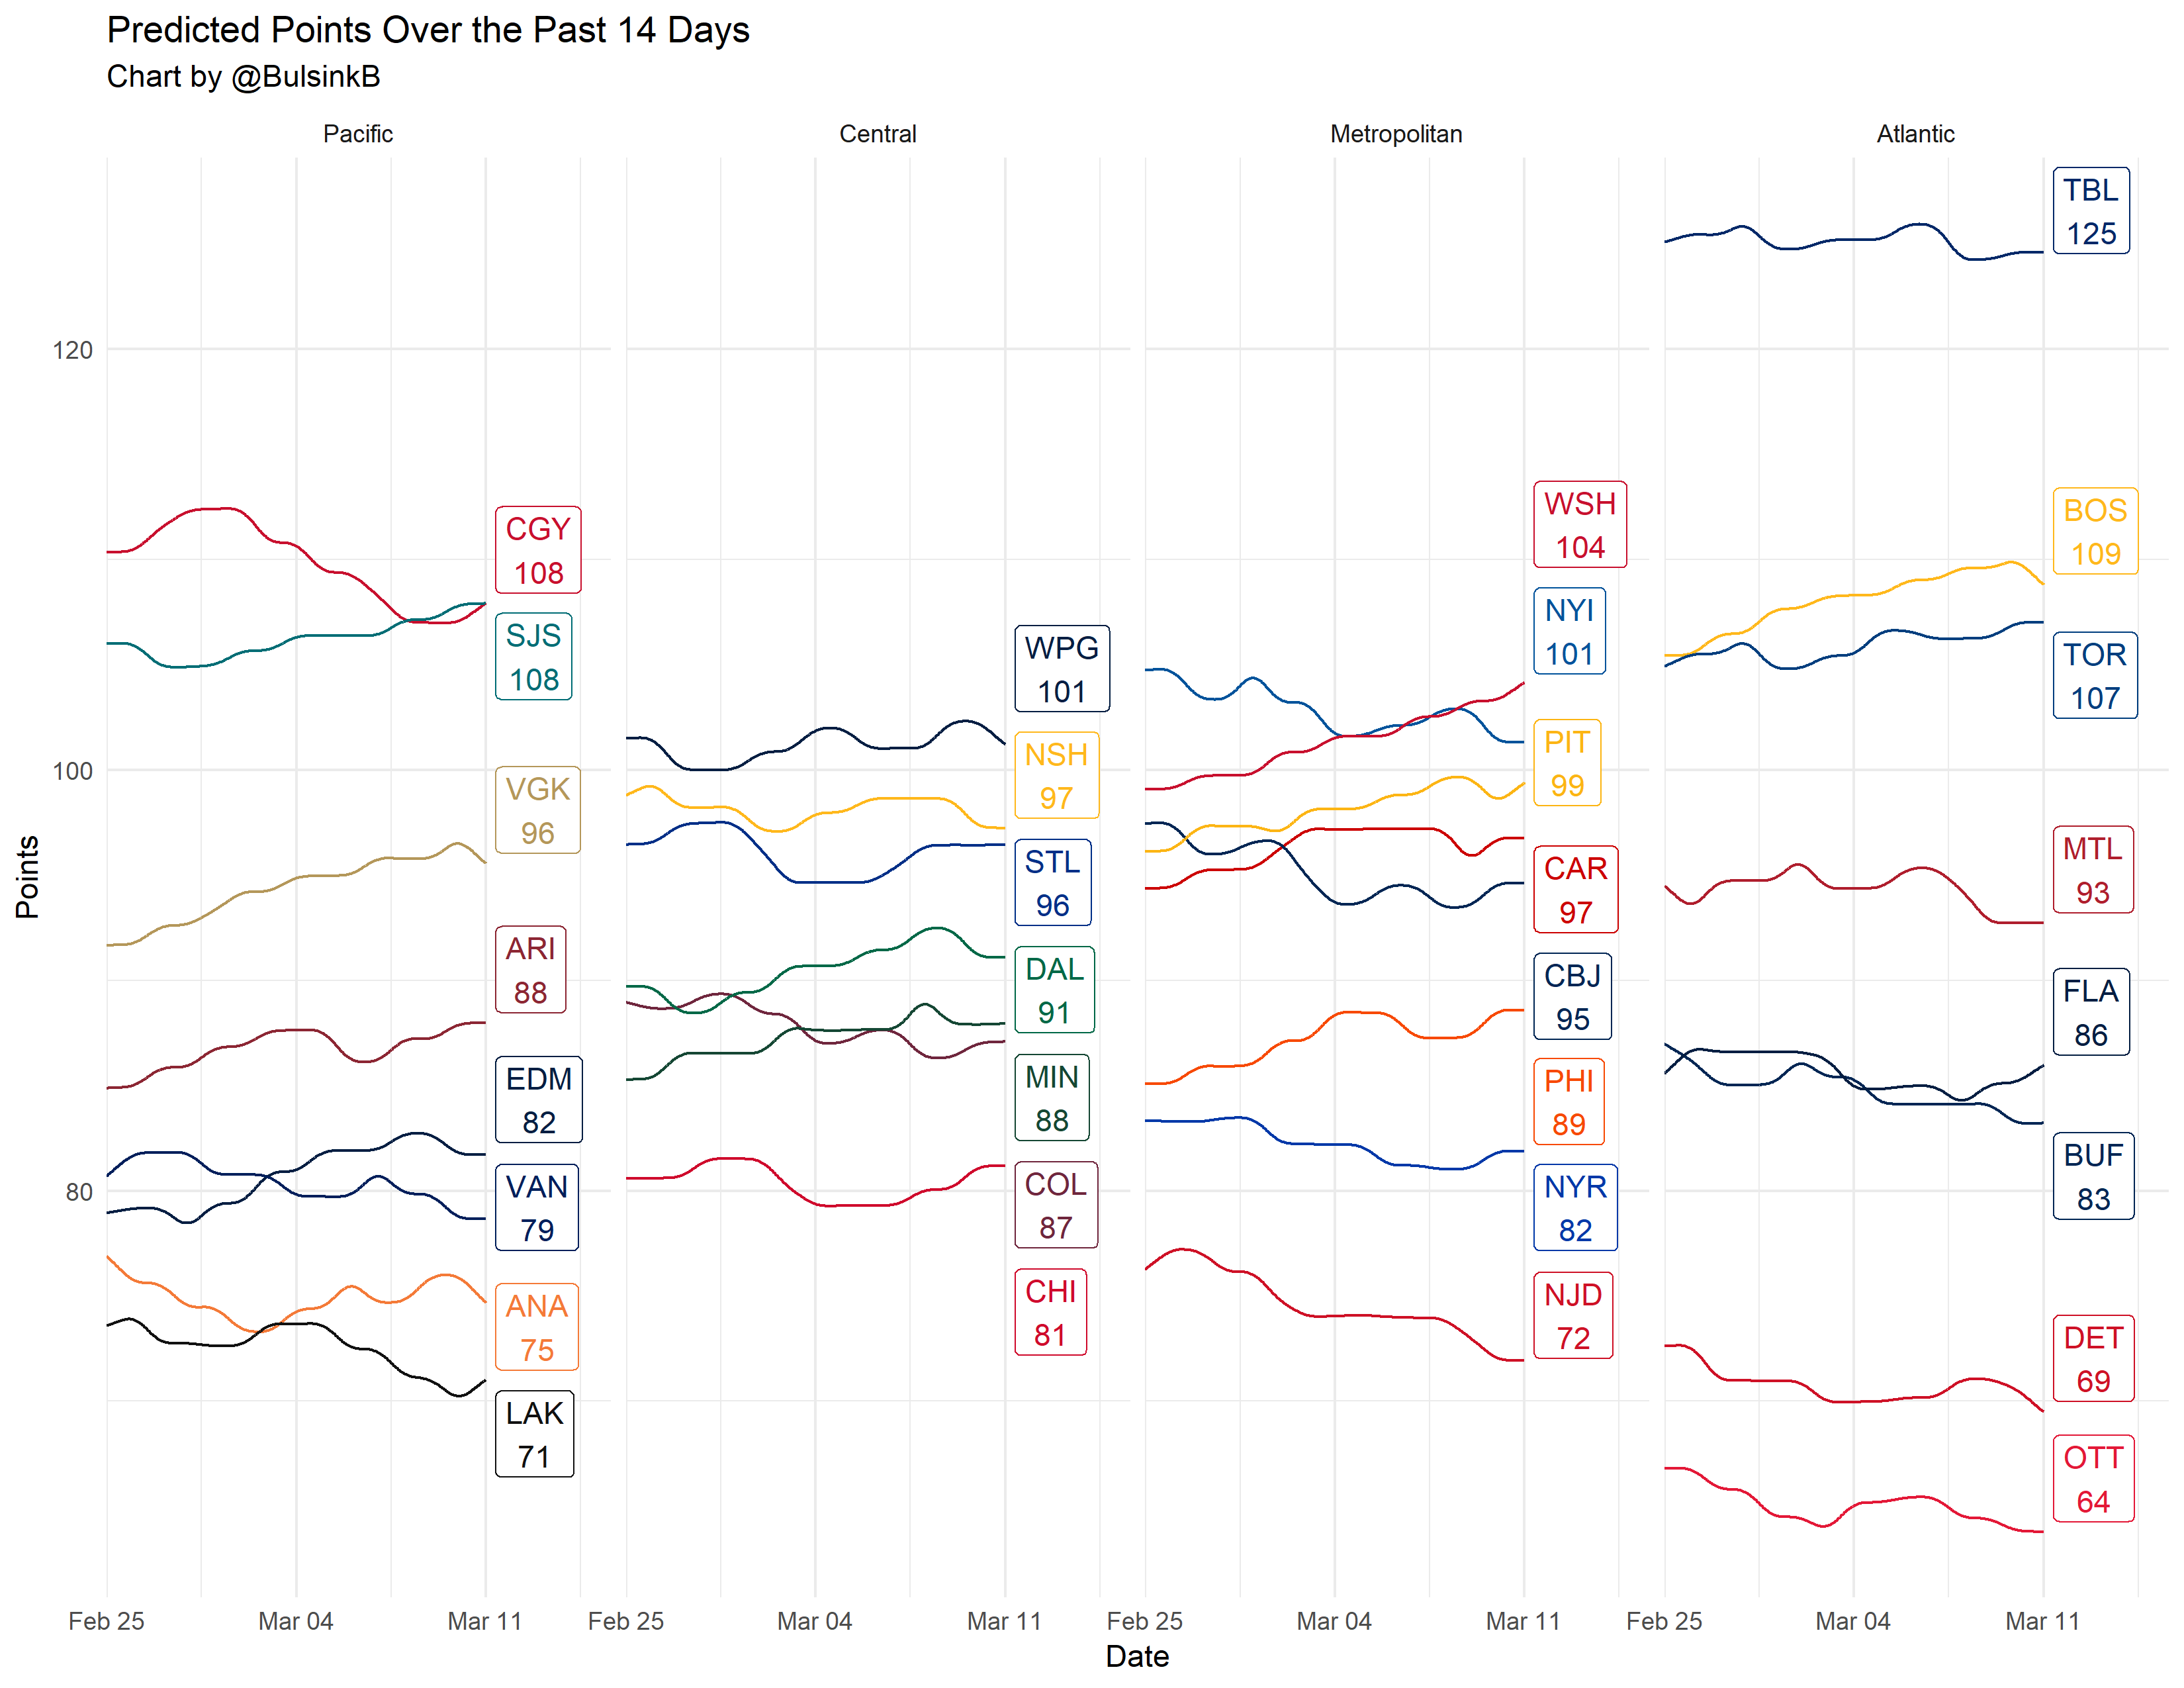 Predicted Points Over the Past 14 Days
Chart by @BulsinkB
Pacific
Central
Metropolitan
Atlantic
Points
120
100
80
CGY
108
SJS
108
VGK
96
ARI
88
EDM
82
VAN
79
ANA
75
LAK
71
WPG
101
NSH
97
STL
96
DAL
91
MIN
88
COL
87
CHI
81
WSH
104
NYI
101
PIT
99
CAR
97
CBJ
95
PHI
89
NYR
82
NJD
72
TBL
125
BOS
109
TOR
107
MTL
93
FLA
86
BUF
83
DET
69
OTT
64
Feb 25 Mar 04 Mar 11 Feb 25 Mar 04 Mar 11 Feb 25 Mar 04 Mar 11 Feb 25 Mar 04 Mar 11
Date